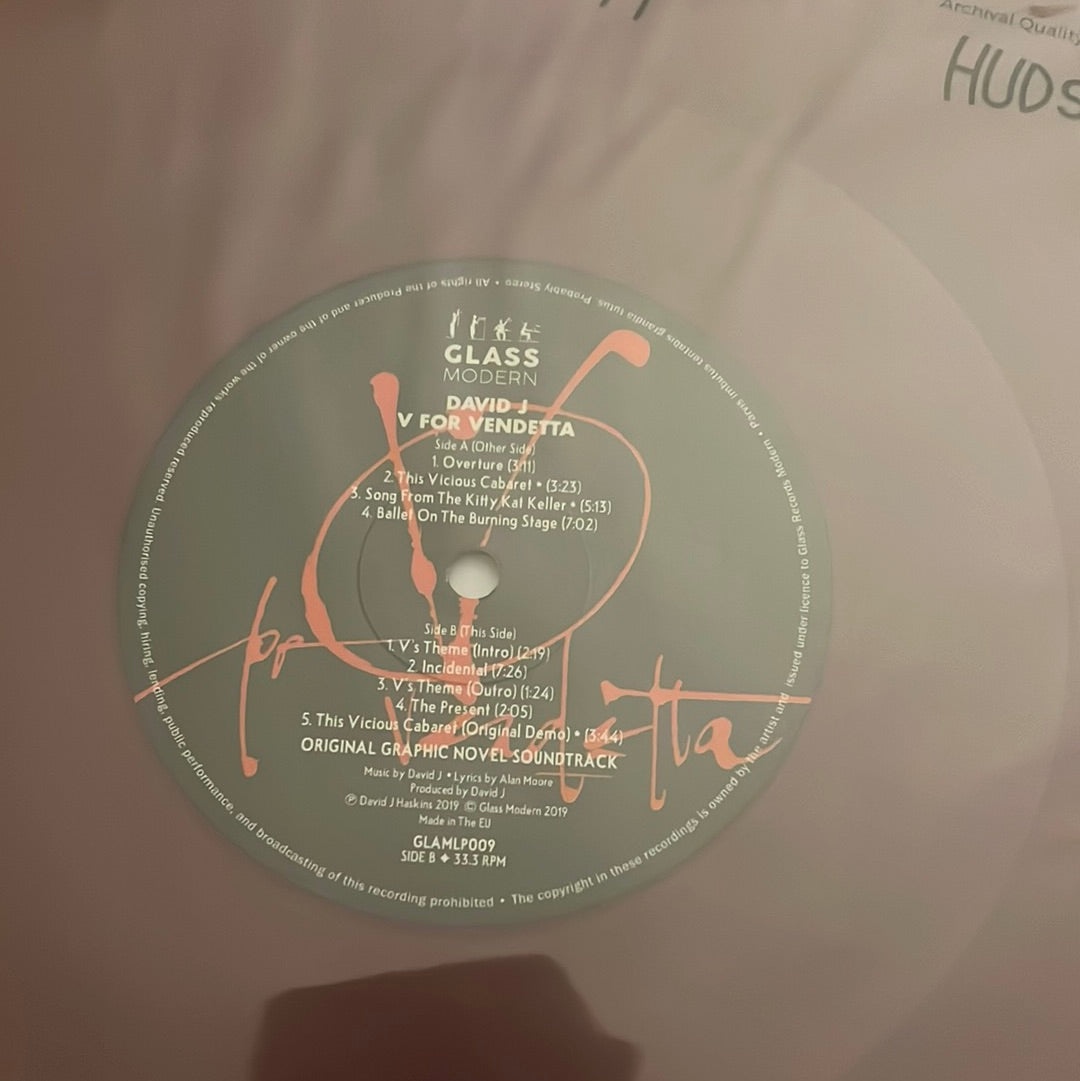 Archival Quality
HUDS
GLASS
MODERN
DAVID J
V FOR VENDETTA
Side A (Other Side)
1. Overture (3:11)
2. This Vicious Cabaret • (3:23)
3. Song From The Kitty Kat Keller • (5:13)
4. Ballet On The Burning Stage (7:02)
Side B (This Side)
1. V's Theme (Intro) (2:19)
2. Incidental (7:26)
3. V's Theme (Outro) (1:24)
4. The Present (2:05)
5. This Vicious Cabaret (Original Demo) • (3:44)
ORIGINAL GRAPHIC NOVEL SOUNDTRACK
Music by David J • Lyrics by Alan Moore
Produced by David J
℗ David J Haskins 2019 © Glass Modern 2019
Made in The EU
GLAMLP009
SIDE B ◆ 33.3 RPM
V for Vendetta
All rights of the Producer and of the owner of the works reproduced reserved. Unauthorised copying, hiring, lending, public performance, and broadcasting of this recording prohibited • The copyright in these recordings is owned by the artist and issued under licence to Glass Records Modern • Parvis imbutus tentabis grandia tutus Probably Stereo •